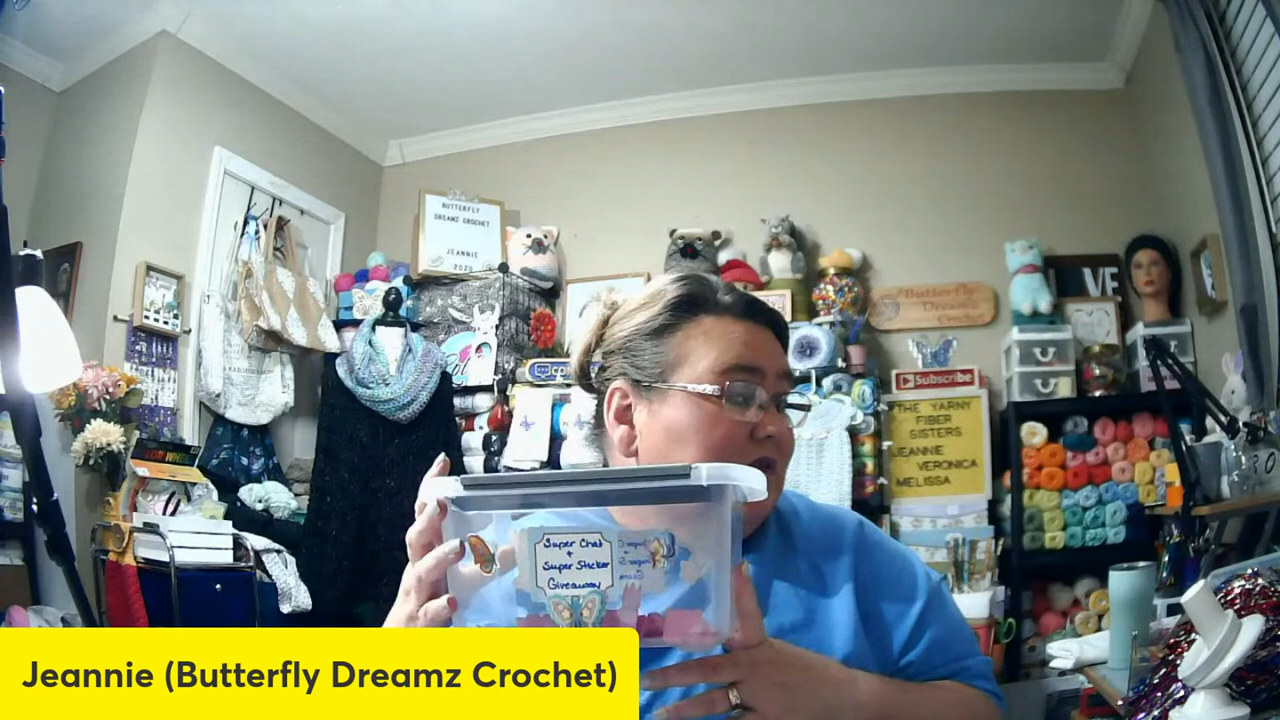 BUTTERFLY
DREAMZ CROCHET
JEANNIE
2020
Butterfly
Dreamz
Crochet
VE
Subscribe
THE YARNY
FIBER
SISTERS
JEANNIE
VERONICA
MELISSA
Super Chat
+
Super Sticker
Giveaway
Jeannie (Butterfly Dreamz Crochet)